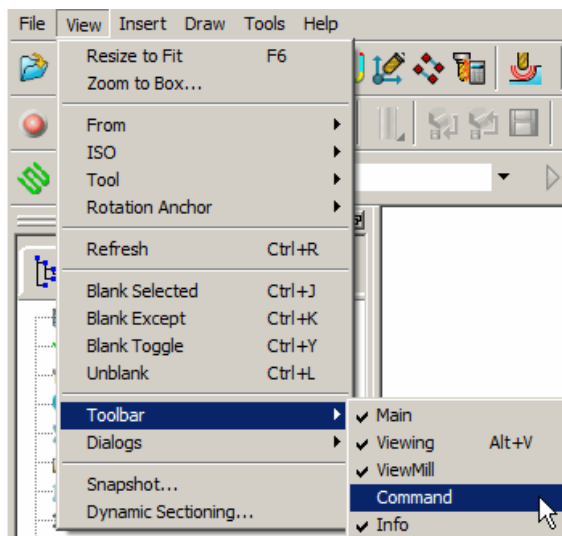 File View Insert Draw Tools Help
Resize to Fit F6
Zoom to Box...
From
ISO
Tool
Rotation Anchor
Refresh Ctrl+R
Blank Selected Ctrl+J
Blank Except Ctrl+K
Blank Toggle Ctrl+Y
Unblank Ctrl+L
Toolbar
Dialogs
Snapshot...
Dynamic Sectioning...
Main
Viewing Alt+V
ViewMill
Command
Info